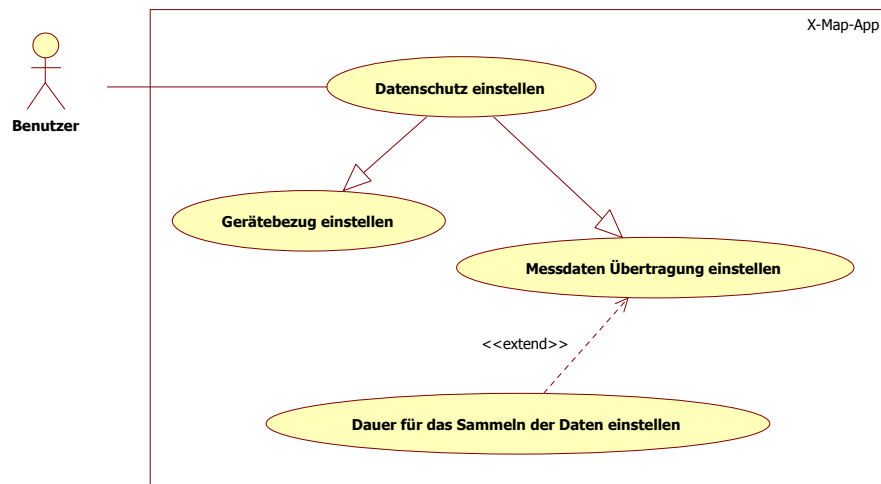 X-Map-App
Datenschutz einstellen
Benutzer
Gerätebezug einstellen
Messdaten Übertragung einstellen
<<extend>>
Dauer für das Sammeln der Daten einstellen